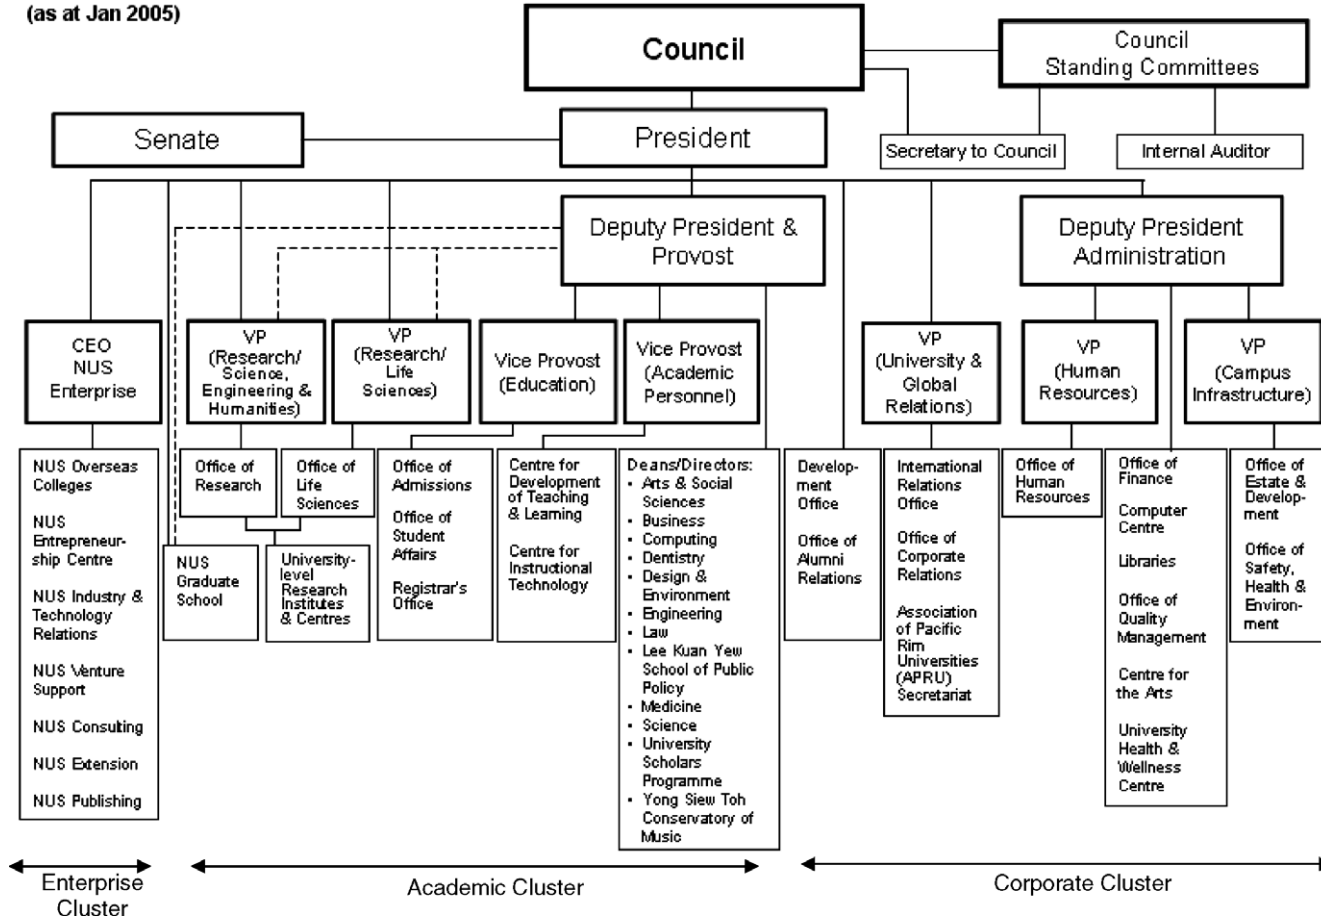 (as at Jan 2005)
Council
Council
Standing Committees
Senate
President
Secretary to Council
Internal Auditor
Deputy President &
Provost
Deputy President
Administration
CEO
NUS
Enterprise
VP
(Research/
Science,
Engineering &
Humanities)
VP
(Research/
Life
Sciences)
Vice Provost
(Education)
Vice Provost
(Academic
Personnel)
VP
(University &
Global
Relations)
VP
(Human
Resources)
VP
(Campus
Infrastructure)
NUS Overseas
Colleges
NUS
Entrepreneur-
ship Centre
NUS Industry &
Technology
Relations
NUS Venture
Support
NUS Consulting
NUS Extension
NUS Publishing
Office of
Research
Office of
Life
Sciences
NUS
Graduate
School
University-
level
Research
Institutes
& Centres
Office of
Admissions
Office of
Student
Affairs
Registrar's
Office
Centre for
Development
of Teaching
& Learning
Centre for
Instructional
Technology
Deans/Directors:
• Arts & Social
Sciences
• Business
• Computing
• Dentistry
• Design &
Environment
• Engineering
• Law
• Lee Kuan Yew
School of Public
Policy
• Medicine
• Science
• University
Scholars
Programme
• Yong Siew Toh
Conservatory of
Music
Develop-
ment
Office
Office of
Alumni
Relations
International
Relations
Office
Office of
Corporate
Relations
Association
of Pacific
Rim
Universities
(APRU)
Secretariat
Office of
Human
Resources
Office of
Finance
Computer
Centre
Libraries
Office of
Quality
Management
Centre for
the Arts
University
Health &
Wellness
Centre
Office of
Estate &
Develop-
ment
Office of
Safety,
Health &
Environ-
ment
Enterprise
Cluster
Academic Cluster
Corporate Cluster